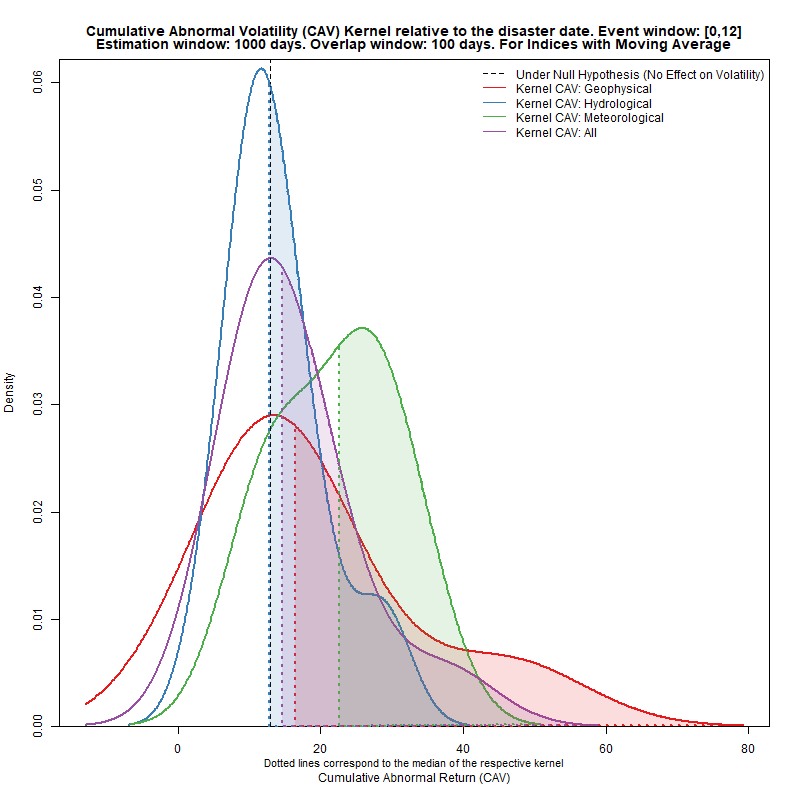 Cumulative Abnormal Volatility (CAV) Kernel relative to the disaster date. Event window: [0,12]
Estimation window: 1000 days. Overlap window: 100 days. For Indices with Moving Average
Under Null Hypothesis (No Effect on Volatility)
Kernel CAV: Geophysical
Kernel CAV: Hydrological
Kernel CAV: Meteorological
Kernel CAV: All
0.06
0.05
0.04
0.03
0.02
0.01
0.00
Density
0 20 40 60 80
Dotted lines correspond to the median of the respective kernel
Cumulative Abnormal Return (CAV)